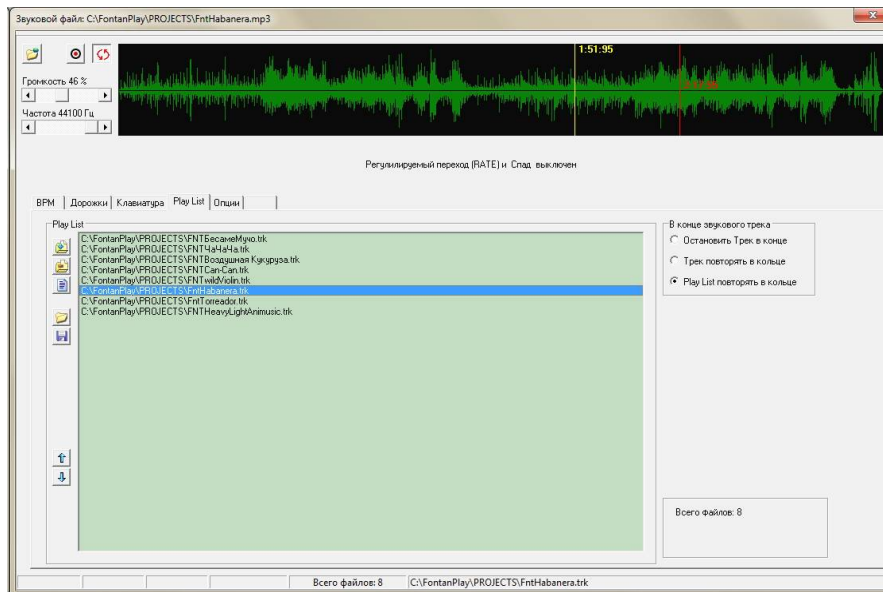 Звуковой файл: C:\FontanPlay\PROJECTS\FntHabanera.mp3
1:51:95
Громкость 46 %
Частота 44100 Гц
Регулилируемый переход (RATE) и Спад выключен
BPM Дорожки Клавиатура Play List Опции
Play List
C:\FontanPlay\PROJECTS\FNTБесамеМучо.trk
C:\FontanPlay\PROJECTS\FNTЧаЧаЧа.trk
C:\FontanPlay\PROJECTS\FNTВоздушная Кукуруза.trk
C:\FontanPlay\PROJECTS\FNTCan-Can.trk
C:\FontanPlay\PROJECTS\FNTwildViolin.trk
C:\FontanPlay\PROJECTS\FntHabanera.trk
C:\FontanPlay\PROJECTS\FntTorreador.trk
C:\FontanPlay\PROJECTS\FNTHeavyLightAnimusic.trk
В конце звукового трека
Остановить Трек в конце
Трек повторять в кольце
Play List повторять в кольце
Всего файлов: 8
Всего файлов: 8 C:\FontanPlay\PROJECTS\FntHabanera.trk